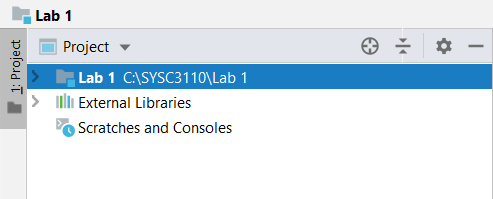 Lab 1
Project
1: Project
Lab 1 C:\SYSC3110\Lab 1
External Libraries
Scratches and Consoles